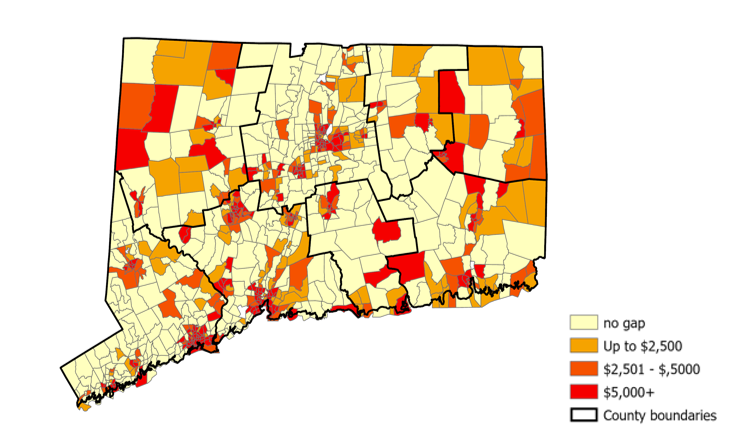 no gap
Up to $2,500
$2,501 - $,5000
$5,000+
County boundaries